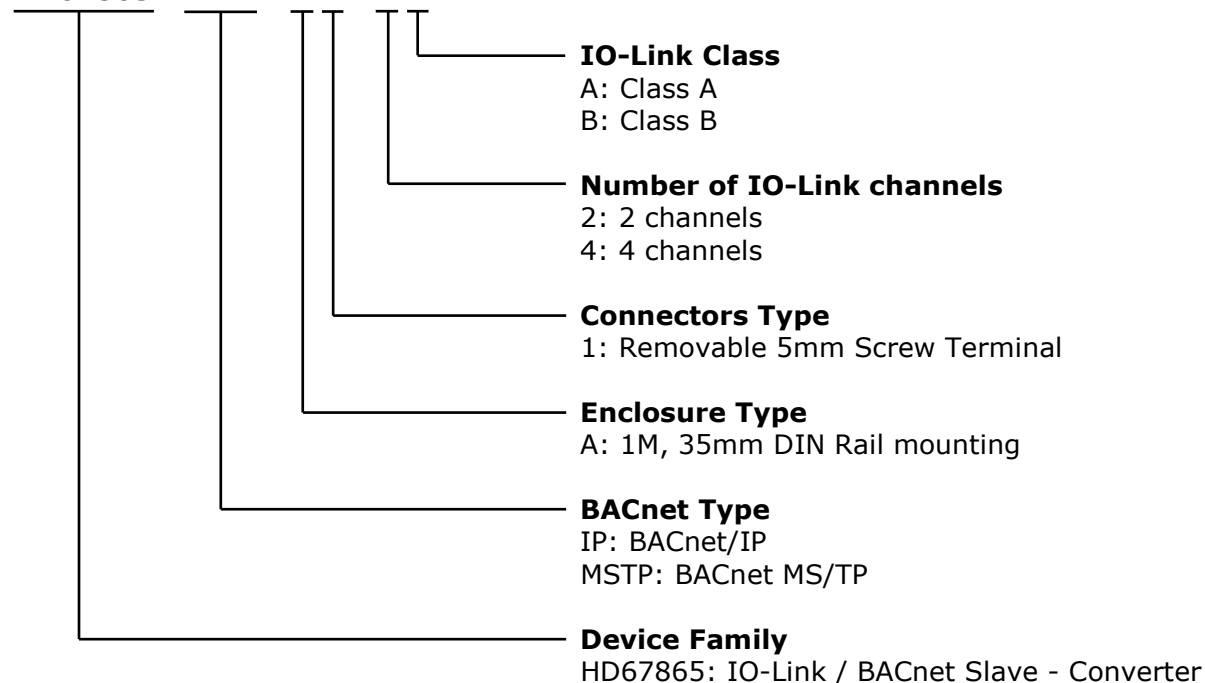 IO-Link Class
A: Class A
B: Class B
Number of IO-Link channels
2: 2 channels
4: 4 channels
Connectors Type
1: Removable 5mm Screw Terminal
Enclosure Type
A: 1M, 35mm DIN Rail mounting
BACnet Type
IP: BACnet/IP
MSTP: BACnet MS/TP
Device Family
HD67865: IO-Link / BACnet Slave - Converter